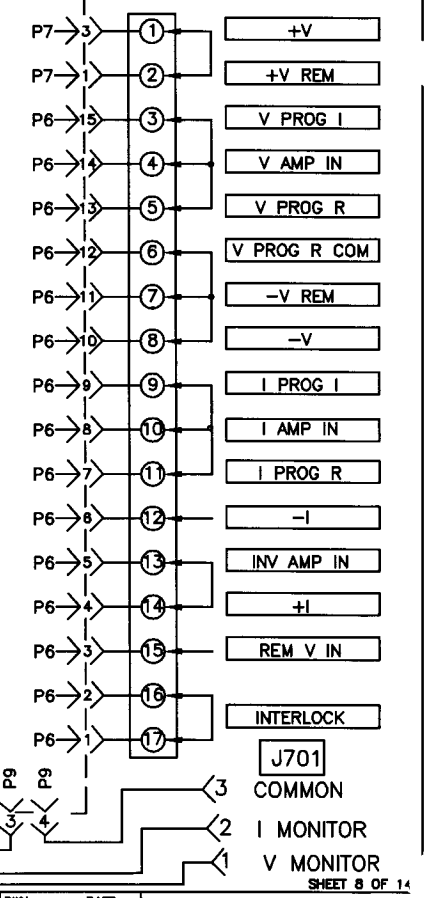 P7 3 1 +V
P7 1 2 +V REM
P6 15 3 V PROG I
P6 14 4 V AMP IN
P6 13 5 V PROG R
P6 12 6 V PROG R COM
P6 11 7 -V REM
P6 10 8 -V
P6 9 9 I PROG I
P6 8 10 I AMP IN
P6 7 11 I PROG R
P6 6 12 -I
P6 5 13 INV AMP IN
P6 4 14 +I
P6 3 15 REM V IN
P6 2 16
INTERLOCK
P6 1 17
J701
P9 P9
3 COMMON
3 4
2 I MONITOR
1 V MONITOR
SHEET 8 OF 14